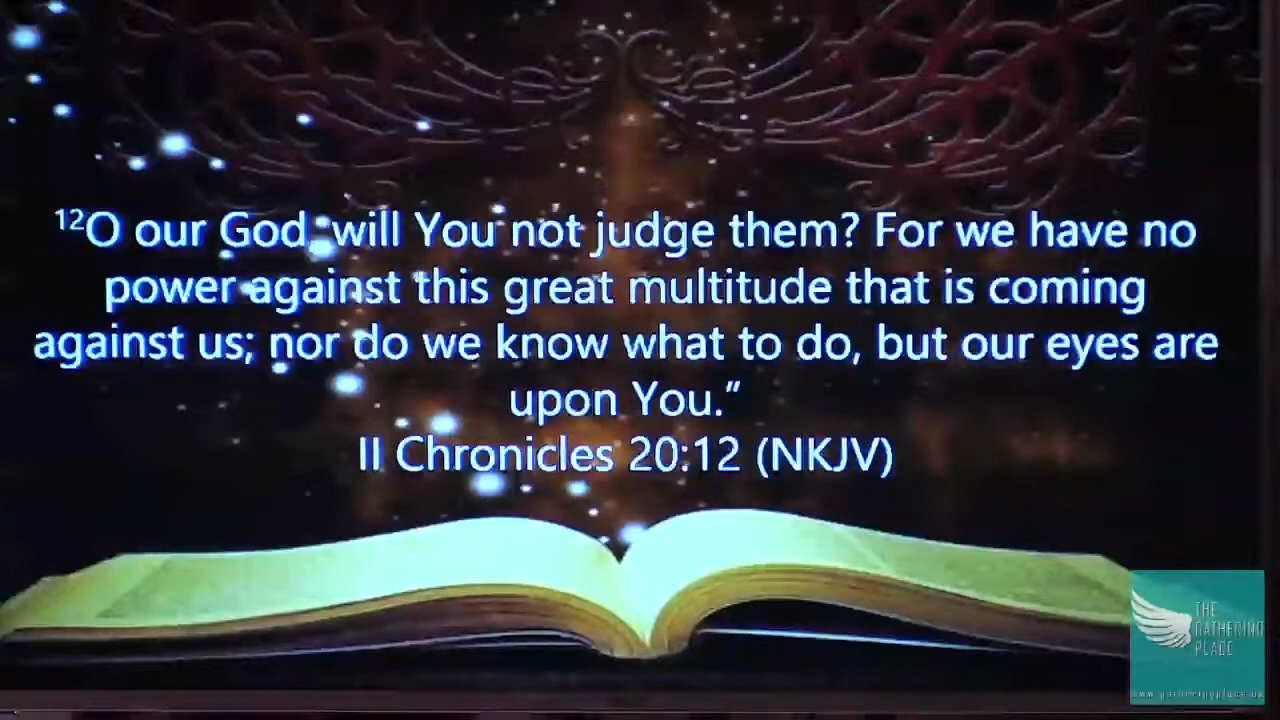 ¹²O our God, will You not judge them? For we have no
power against this great multitude that is coming
against us; nor do we know what to do, but our eyes are
upon You.”
II Chronicles 20:12 (NKJV)
THE
GATHERING
PLACE